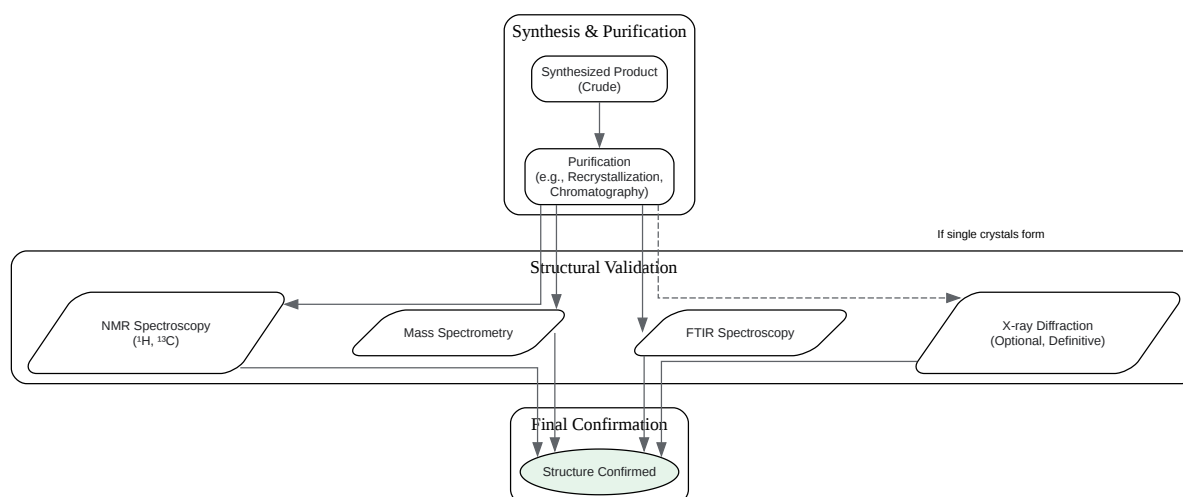 Synthesis & Purification
Synthesized Product
(Crude)
Purification
(e.g., Recrystallization,
Chromatography)
If single crystals form
Structural Validation
NMR Spectroscopy
(¹H, ¹³C)
Mass Spectrometry
FTIR Spectroscopy
X-ray Diffraction
(Optional, Definitive)
Final Confirmation
Structure Confirmed